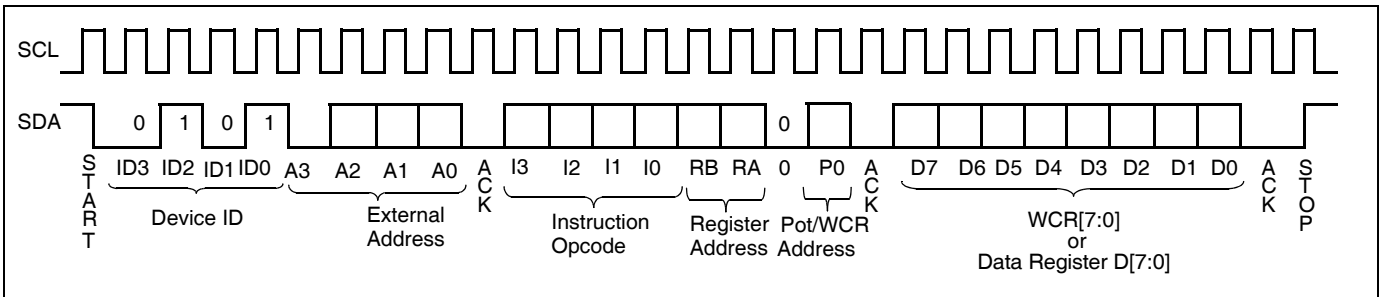 SCL
SDA
0 1 0 1 0
START ID3 ID2 ID1 ID0 A3 A2 A1 A0 ACK I3 I2 I1 I0 RB RA 0 P0 ACK D7 D6 D5 D4 D3 D2 D1 D0 ACK STOP
Device ID
External
Address
Instruction
Opcode
Register
Address
Pot/WCR
Address
WCR[7:0]
or
Data Register D[7:0]